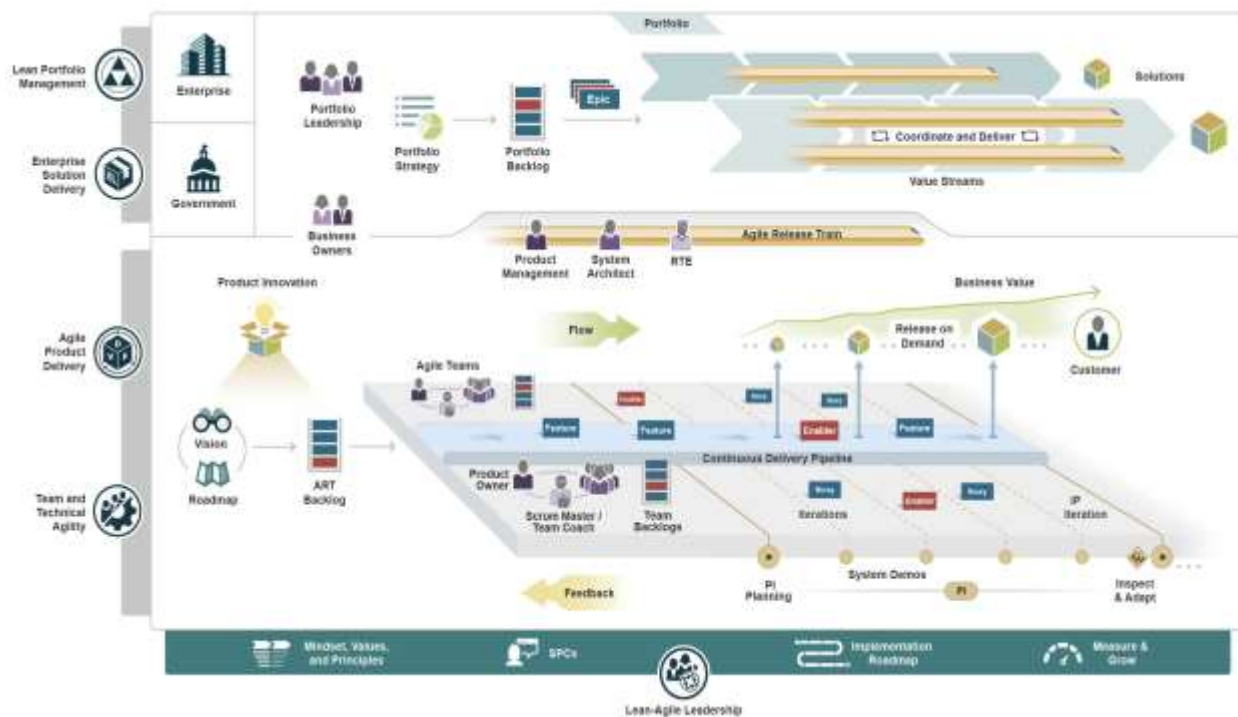 Portfolio
Lean Portfolio
Management
Enterprise
Portfolio
Leadership
Portfolio
Strategy
Portfolio
Backlog
Epic
Solutions
Coordinate and Deliver
Value Streams
Enterprise
Solution
Delivery
Government
Business
Owners
Agile Release Train
Product
Management
System
Architect
RTE
Product Innovation
Business Value
Agile
Product
Delivery
Flow
Release on
Demand
Customer
Agile Teams
Enabler
Story
Story
Story
Vision
Feature
Feature
Enabler
Feature
Continuous Delivery Pipeline
Roadmap
ART
Backlog
Product
Owner
Scrum Master /
Team Coach
Team
Backlogs
Story
Iterations
Enabler
Story
IP
Iteration
Team and
Technical
Agility
PI
Planning
System Demos
PI
Inspect
& Adapt
Feedback
Mindset, Values,
and Principles
SPCs
Implementation
Roadmap
Measure &
Grow
Lean-Agile Leadership